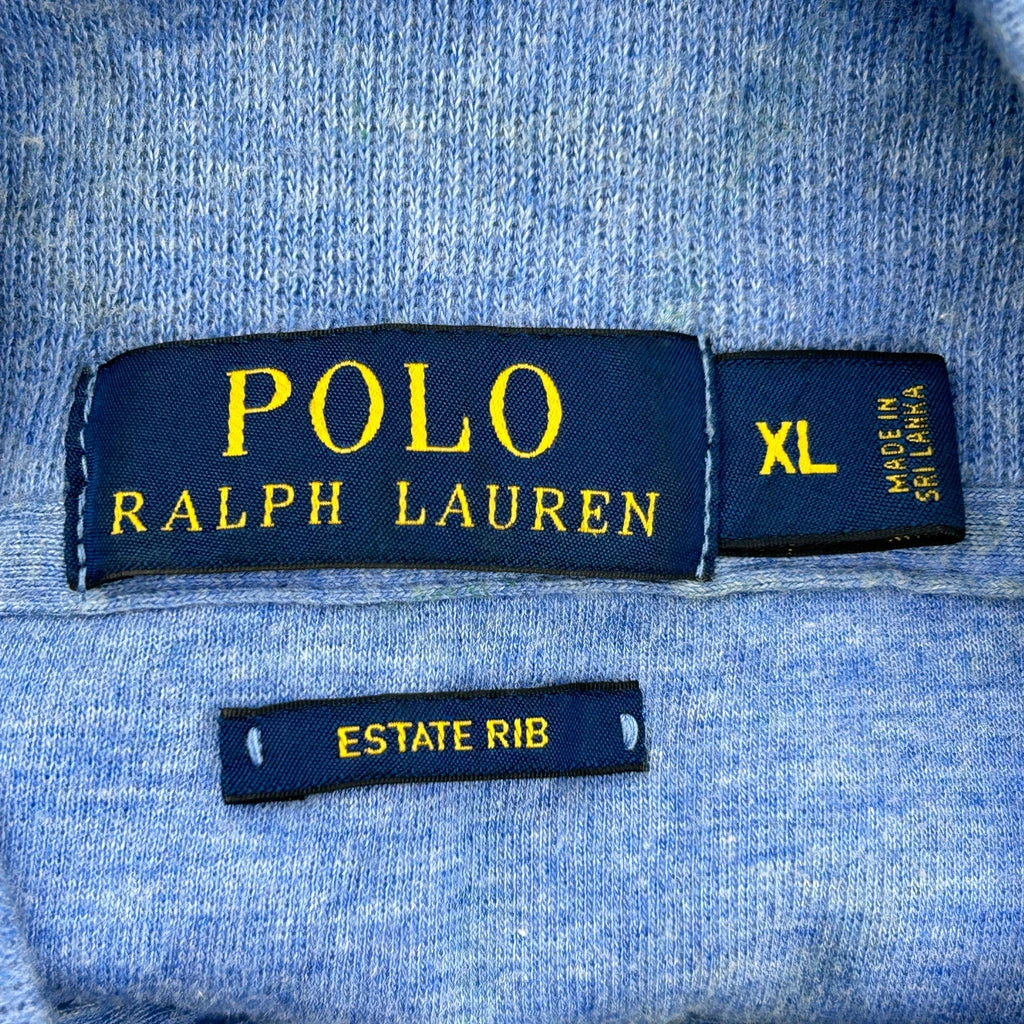 POLO
RALPH LAUREN
XL
MADE IN
SRI LANKA
ESTATE RIB